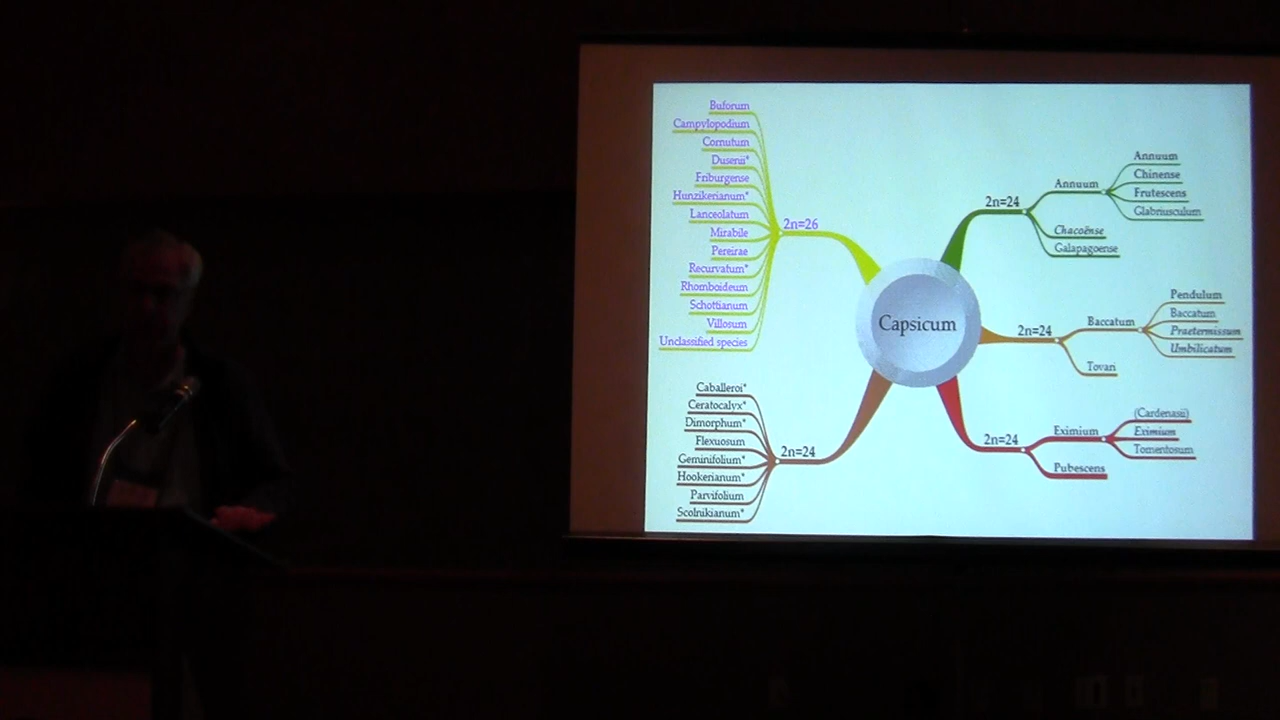 Buforum
Campylopodium
Cornutum
Dusenii*
Friburgense
Hunzikerianum*
Lanceolatum
Mirabile
Pereirae
Recurvatum*
Rhomboideum
Schottianum
Villosum
Unclassified species
2n=26
Caballeroi*
Ceratocalyx*
Dimorphum*
Flexuosum
Geminifolium*
Hookerianum*
Parvifolium
Scolnikianum*
2n=24
Capsicum
2n=24
Annuum
Annuum
Chinense
Frutescens
Glabriusculum
Chacoënse
Galapagoense
2n=24
Baccatum
Pendulum
Baccatum
Praetermissum
Umbilicatum
Tovari
2n=24
Eximium
(Cardenasii)
Eximium
Tomentosum
Pubescens